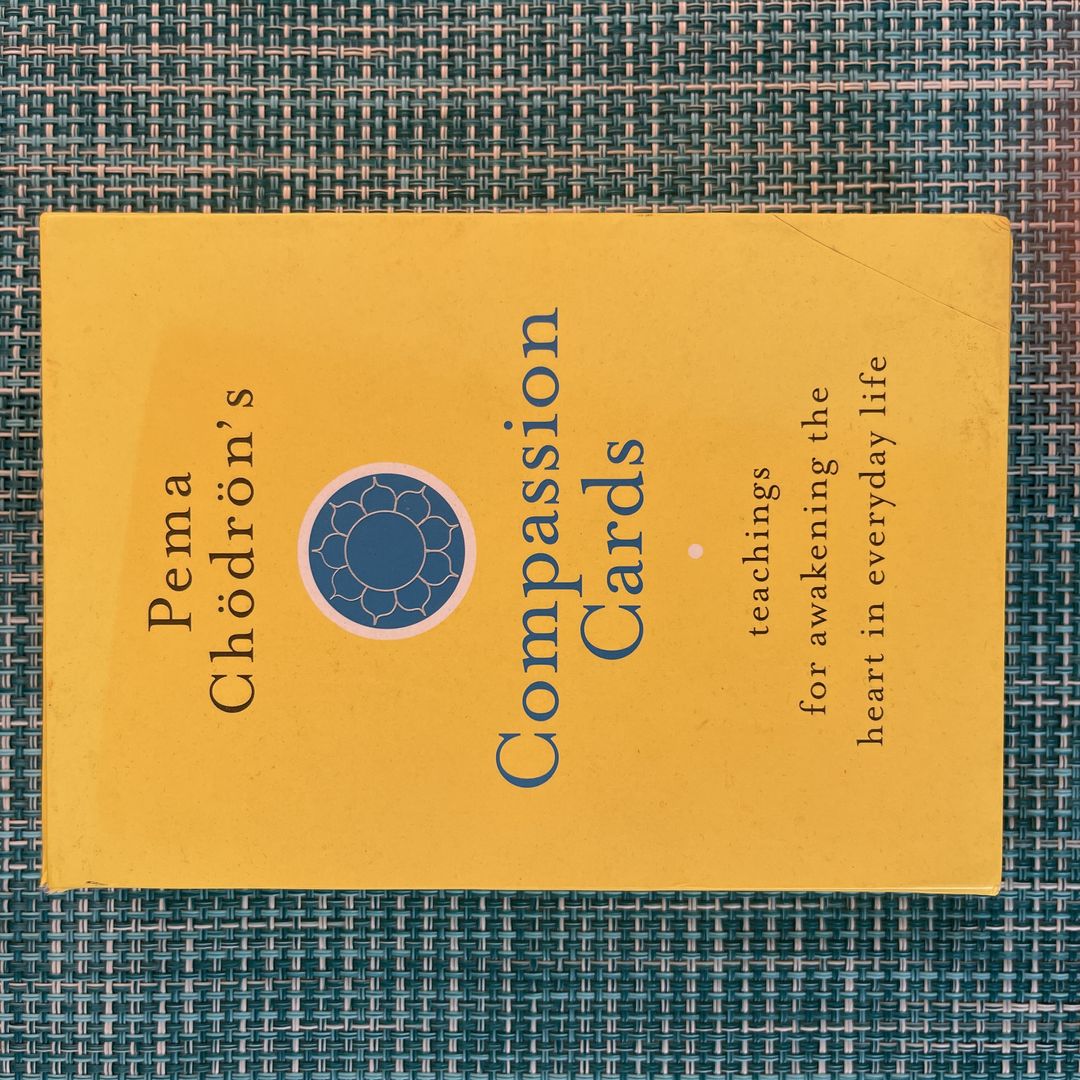 Pema
Chödrön's
Compassion
Cards
teachings
for awakening the
heart in everyday life